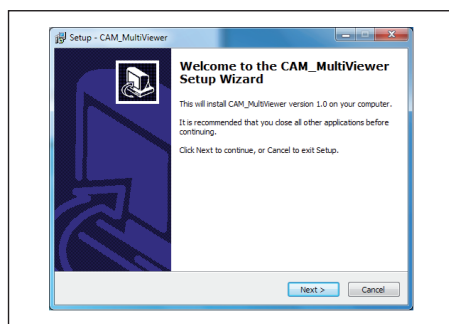 Setup - CAM_MultiViewer
Welcome to the CAM_MultiViewer
Setup Wizard
This will install CAM_MultiViewer version 1.0 on your computer.
It is recommended that you close all other applications before
continuing.
Click Next to continue, or Cancel to exit Setup.
Next >
Cancel